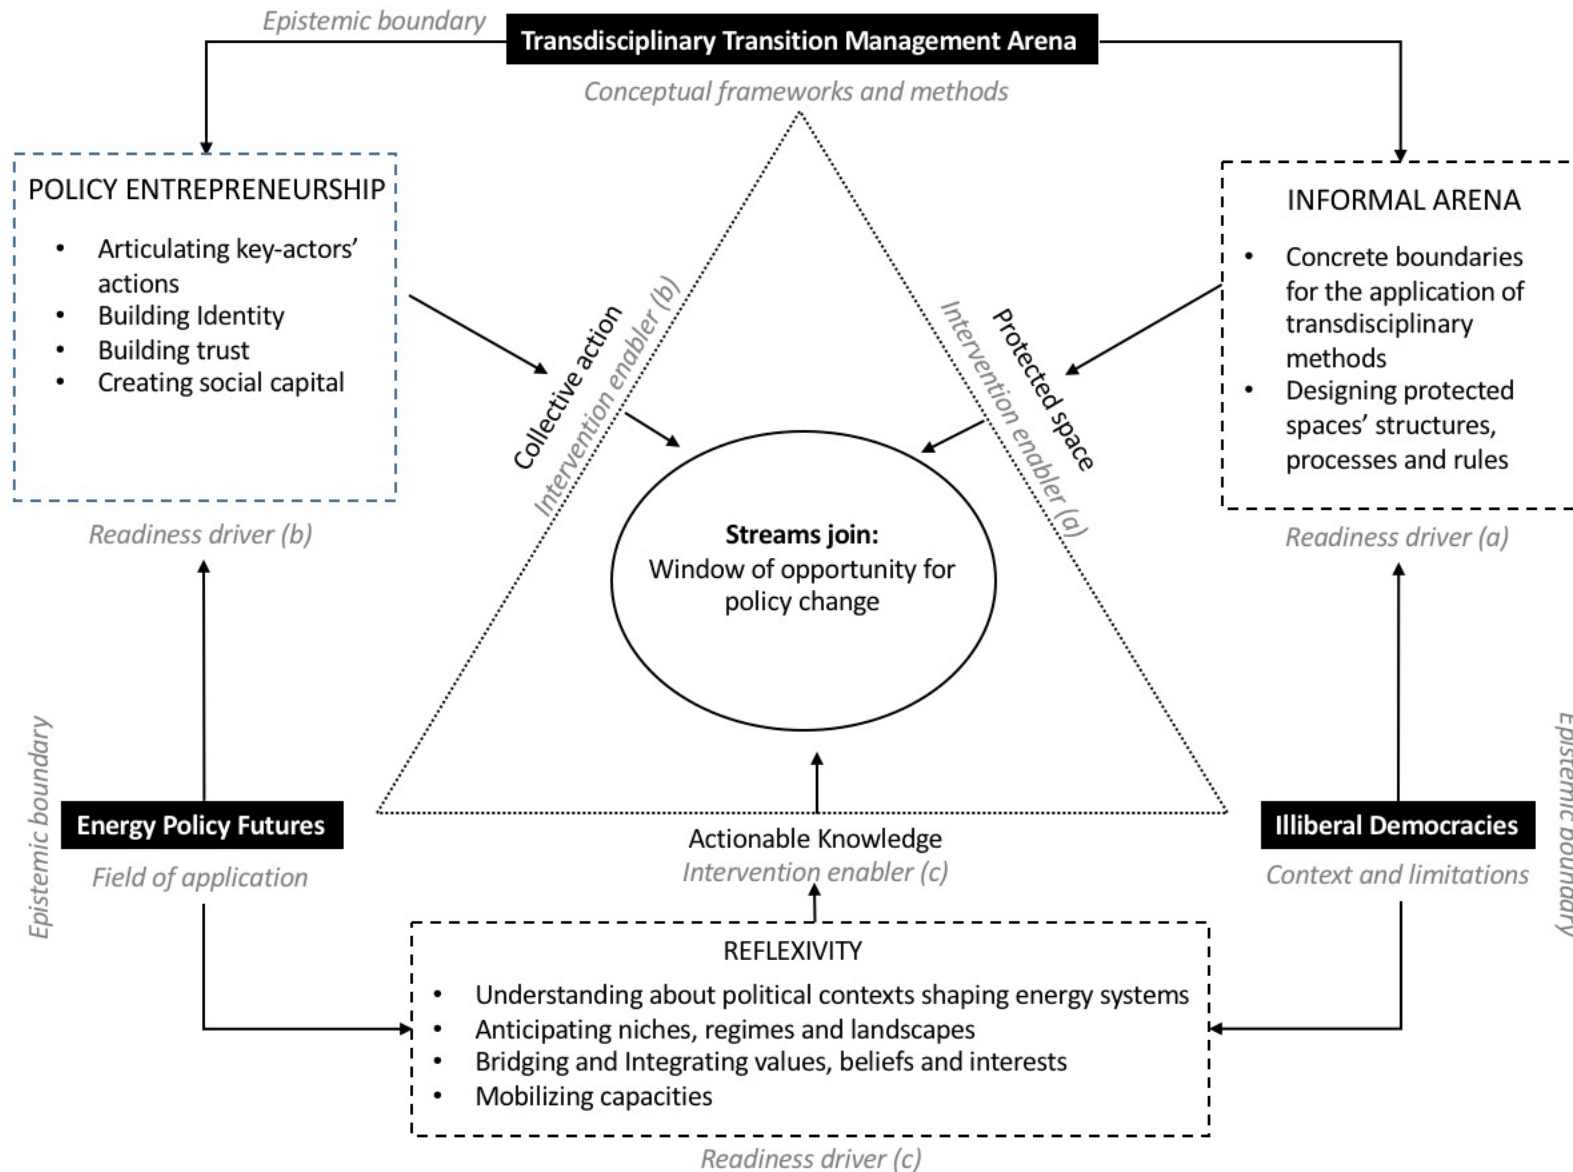 Epistemic boundary
Transdisciplinary Transition Management Arena
Conceptual frameworks and methods
POLICY ENTREPRENEURSHIP
• Articulating key-actors’
actions
• Building Identity
• Building trust
• Creating social capital
Readiness driver (b)
INFORMAL ARENA
• Concrete boundaries
for the application of
transdisciplinary
methods
• Designing protected
spaces’ structures,
processes and rules
Readiness driver (a)
Collective action
Intervention enabler (b)
Protected space
Intervention enabler (a)
Streams join:
Window of opportunity for
policy change
Epistemic boundary
Energy Policy Futures
Field of application
Actionable Knowledge
Intervention enabler (c)
Illiberal Democracies
Context and limitations
Epistemic boundary
REFLEXIVITY
• Understanding about political contexts shaping energy systems
• Anticipating niches, regimes and landscapes
• Bridging and Integrating values, beliefs and interests
• Mobilizing capacities
Readiness driver (c)